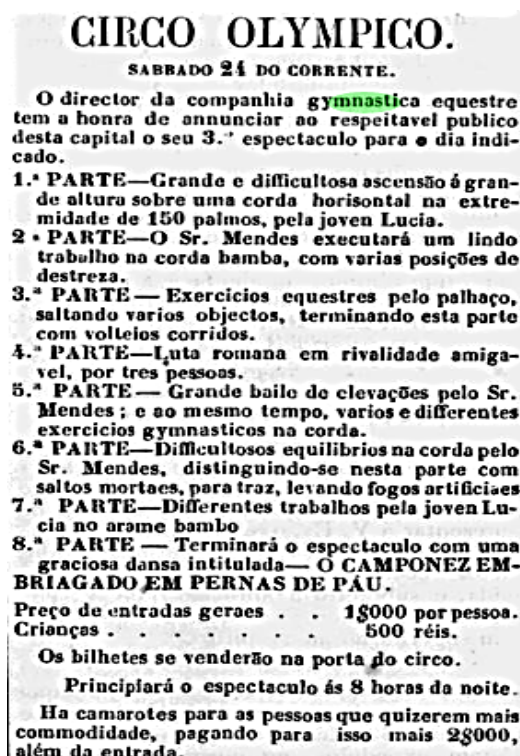 CIRCO OLYMPICO.
SABBADO 24 DO CORRENTE.
O director da companhia gymnastica equestre
tem a honra de annunciar ao respeitavel publico
desta capital o seu 3.º espectaculo para o dia indi-
cado.
1.ª PARTE—Grande e difficultosa ascensão á gran-
de altura sobre uma corda horisontal na extre-
midade de 150 palmos, pela joven Lucia.
2.ª PARTE—O Sr. Mendes executará um lindo
trabalho na corda bamba, com varias posições de
destreza.
3.ª PARTE — Exercicios equestres pelo palhaço,
saltando varios objectos, terminando esta parte
com volteios corridos.
4.ª PARTE—Luta romana em rivalidade amiga-
vel, por tres pessoas.
5.ª PARTE — Grande baile de elevações pelo Sr.
Mendes ; e ao mesmo tempo, varios e differentes
exercicios gymnasticos na corda.
6.ª PARTE—Difficultosos equilibrios na corda pelo
Sr. Mendes, distinguindo-se nesta parte com
saltos mortaes, para traz, levando fogos artificiaes
7.ª PARTE—Differentes trabalhos pela joven Lu-
cia no arame bambo
8.ª PARTE — Terminará o espectaculo com uma
graciosa dansa intitulada— O CAMPONEZ EM-
BRIAGADO EM PERNAS DE PÁU.
Preço de entradas geraes . . 1$000 por pessoa.
Crianças . . . . . . . . 500 réis.
Os bilhetes se venderão na porta do circo.
Principiará o espectaculo ás 8 horas da noite.
Ha camarotes para as pessoas que quizerem mais
commodidade, pagando para isso mais 2$000,
além da entrada.